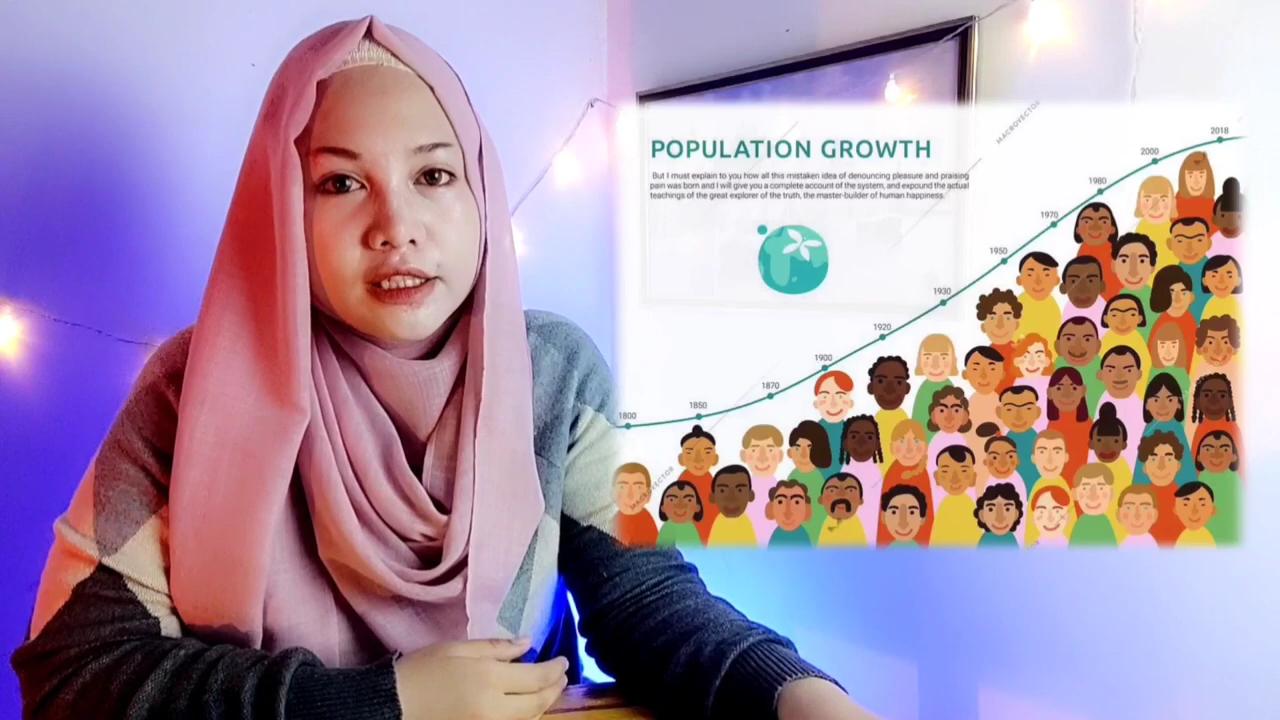 POPULATION GROWTH
But I must explain to you how all this mistaken idea of denouncing pleasure and praising
pain was born and I will give you a complete account of the system, and expound the actual
teachings of the great explorer of the truth, the master-builder of human happiness.
MACROVECTOR
2018
2000
1980
1970
1950
1930
1920
1900
1870
1850
1800
MACROVECTOR